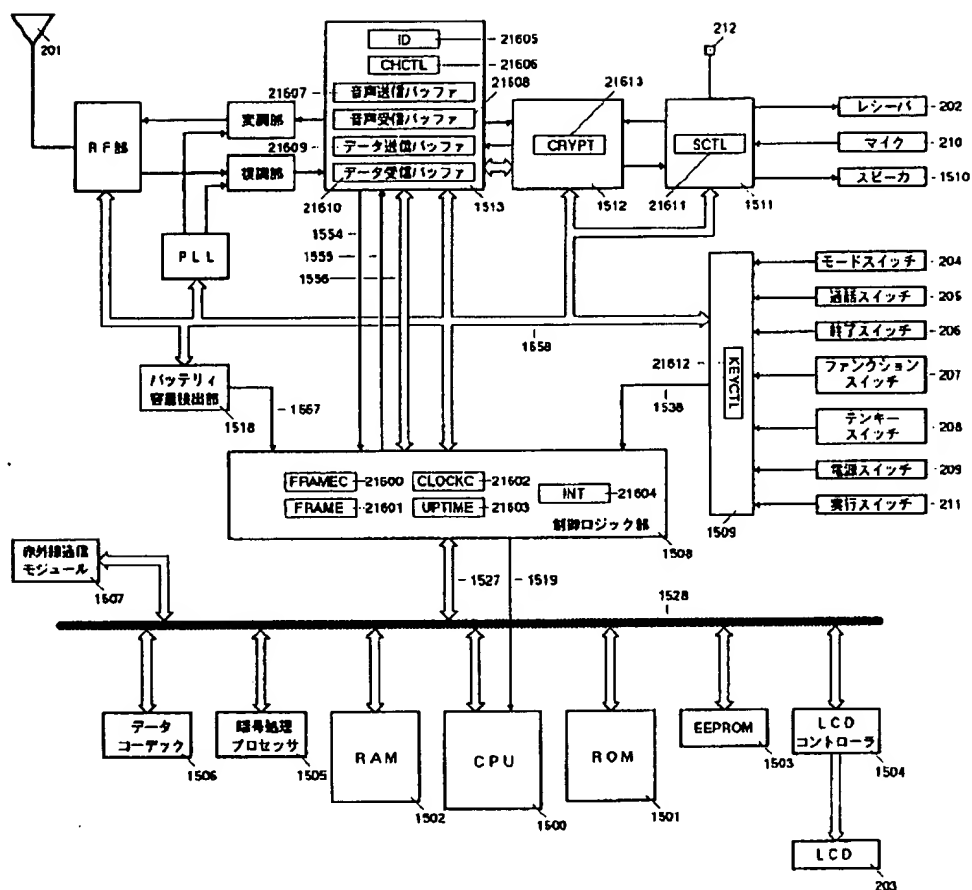 201
212
ID
21605
CHCTL
21606
21607
音声送信バッファ
21608
音声受信バッファ
21609
データ送信バッファ
データ受信バッファ
21610
1513
RF部
変調部
復調部
PLL
21613
CRYPT
1512
SCTL
21611
1511
レシーバ
202
マイク
210
スピーカ
1510
1554
1555
1556
1558
モードスイッチ
204
通話スイッチ
205
終了スイッチ
206
ファンクション
スイッチ
207
テンキー
スイッチ
208
電源スイッチ
209
実行スイッチ
211
21612
KEYCTL
1538
1509
バッテリィ
容量検出部
1518
1557
FRAMEC
21600
CLOCKC
21602
INT
21604
FRAME
21601
UPTIME
21603
制御ロジック部
1508
赤外線通信
モジュール
1507
1527
1519
1528
データ
コーデック
1506
暗号処理
プロセッサ
1505
RAM
1502
CPU
1500
ROM
1501
EEPROM
1503
LCD
コントローラ
1504
LCD
203